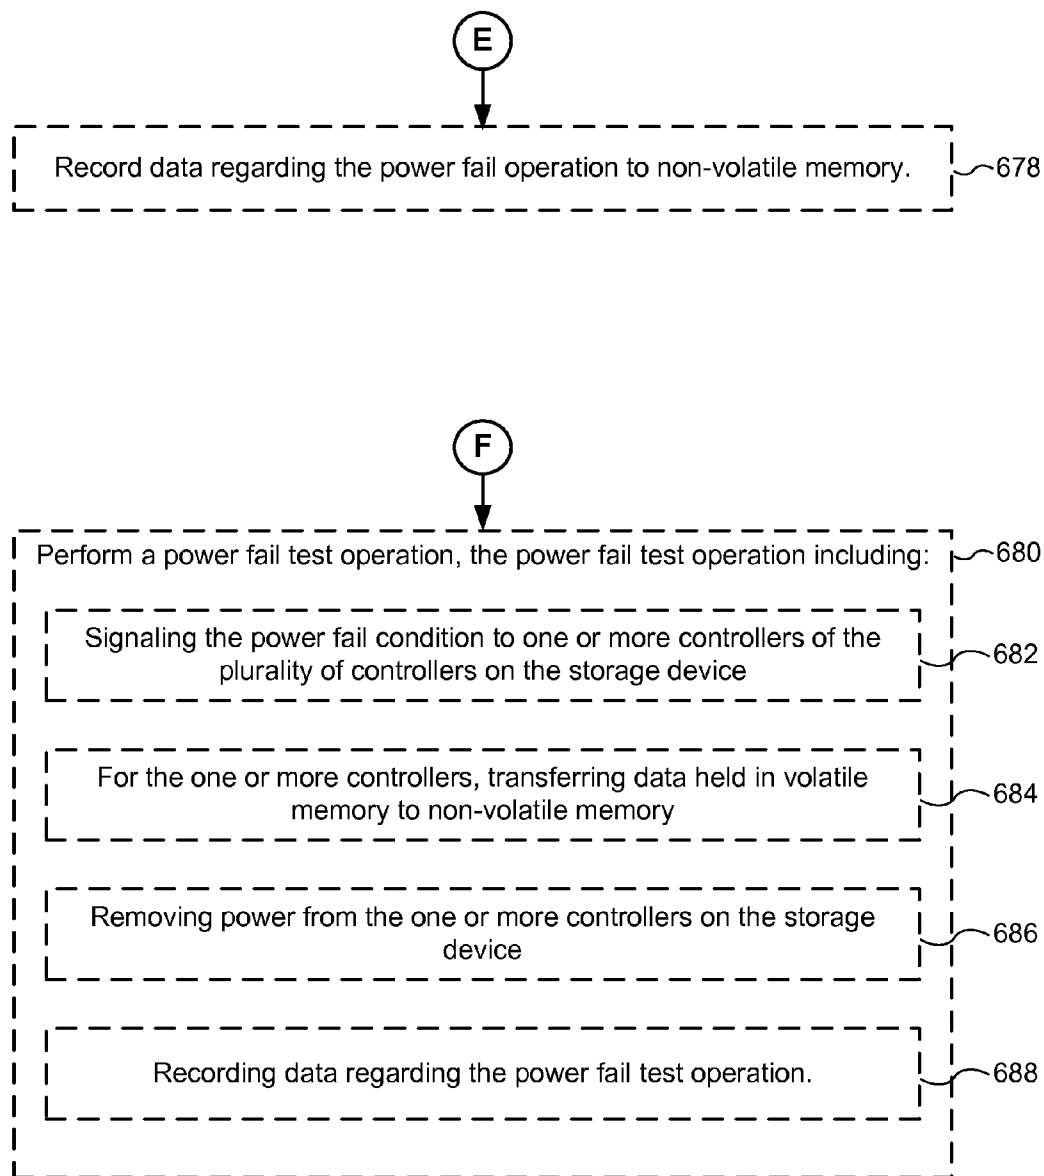 E
Record data regarding the power fail operation to non-volatile memory.
678
F
Perform a power fail test operation, the power fail test operation including:
680
Signaling the power fail condition to one or more controllers of the
plurality of controllers on the storage device
682
For the one or more controllers, transferring data held in volatile
memory to non-volatile memory
684
Removing power from the one or more controllers on the storage
device
686
Recording data regarding the power fail test operation.
688